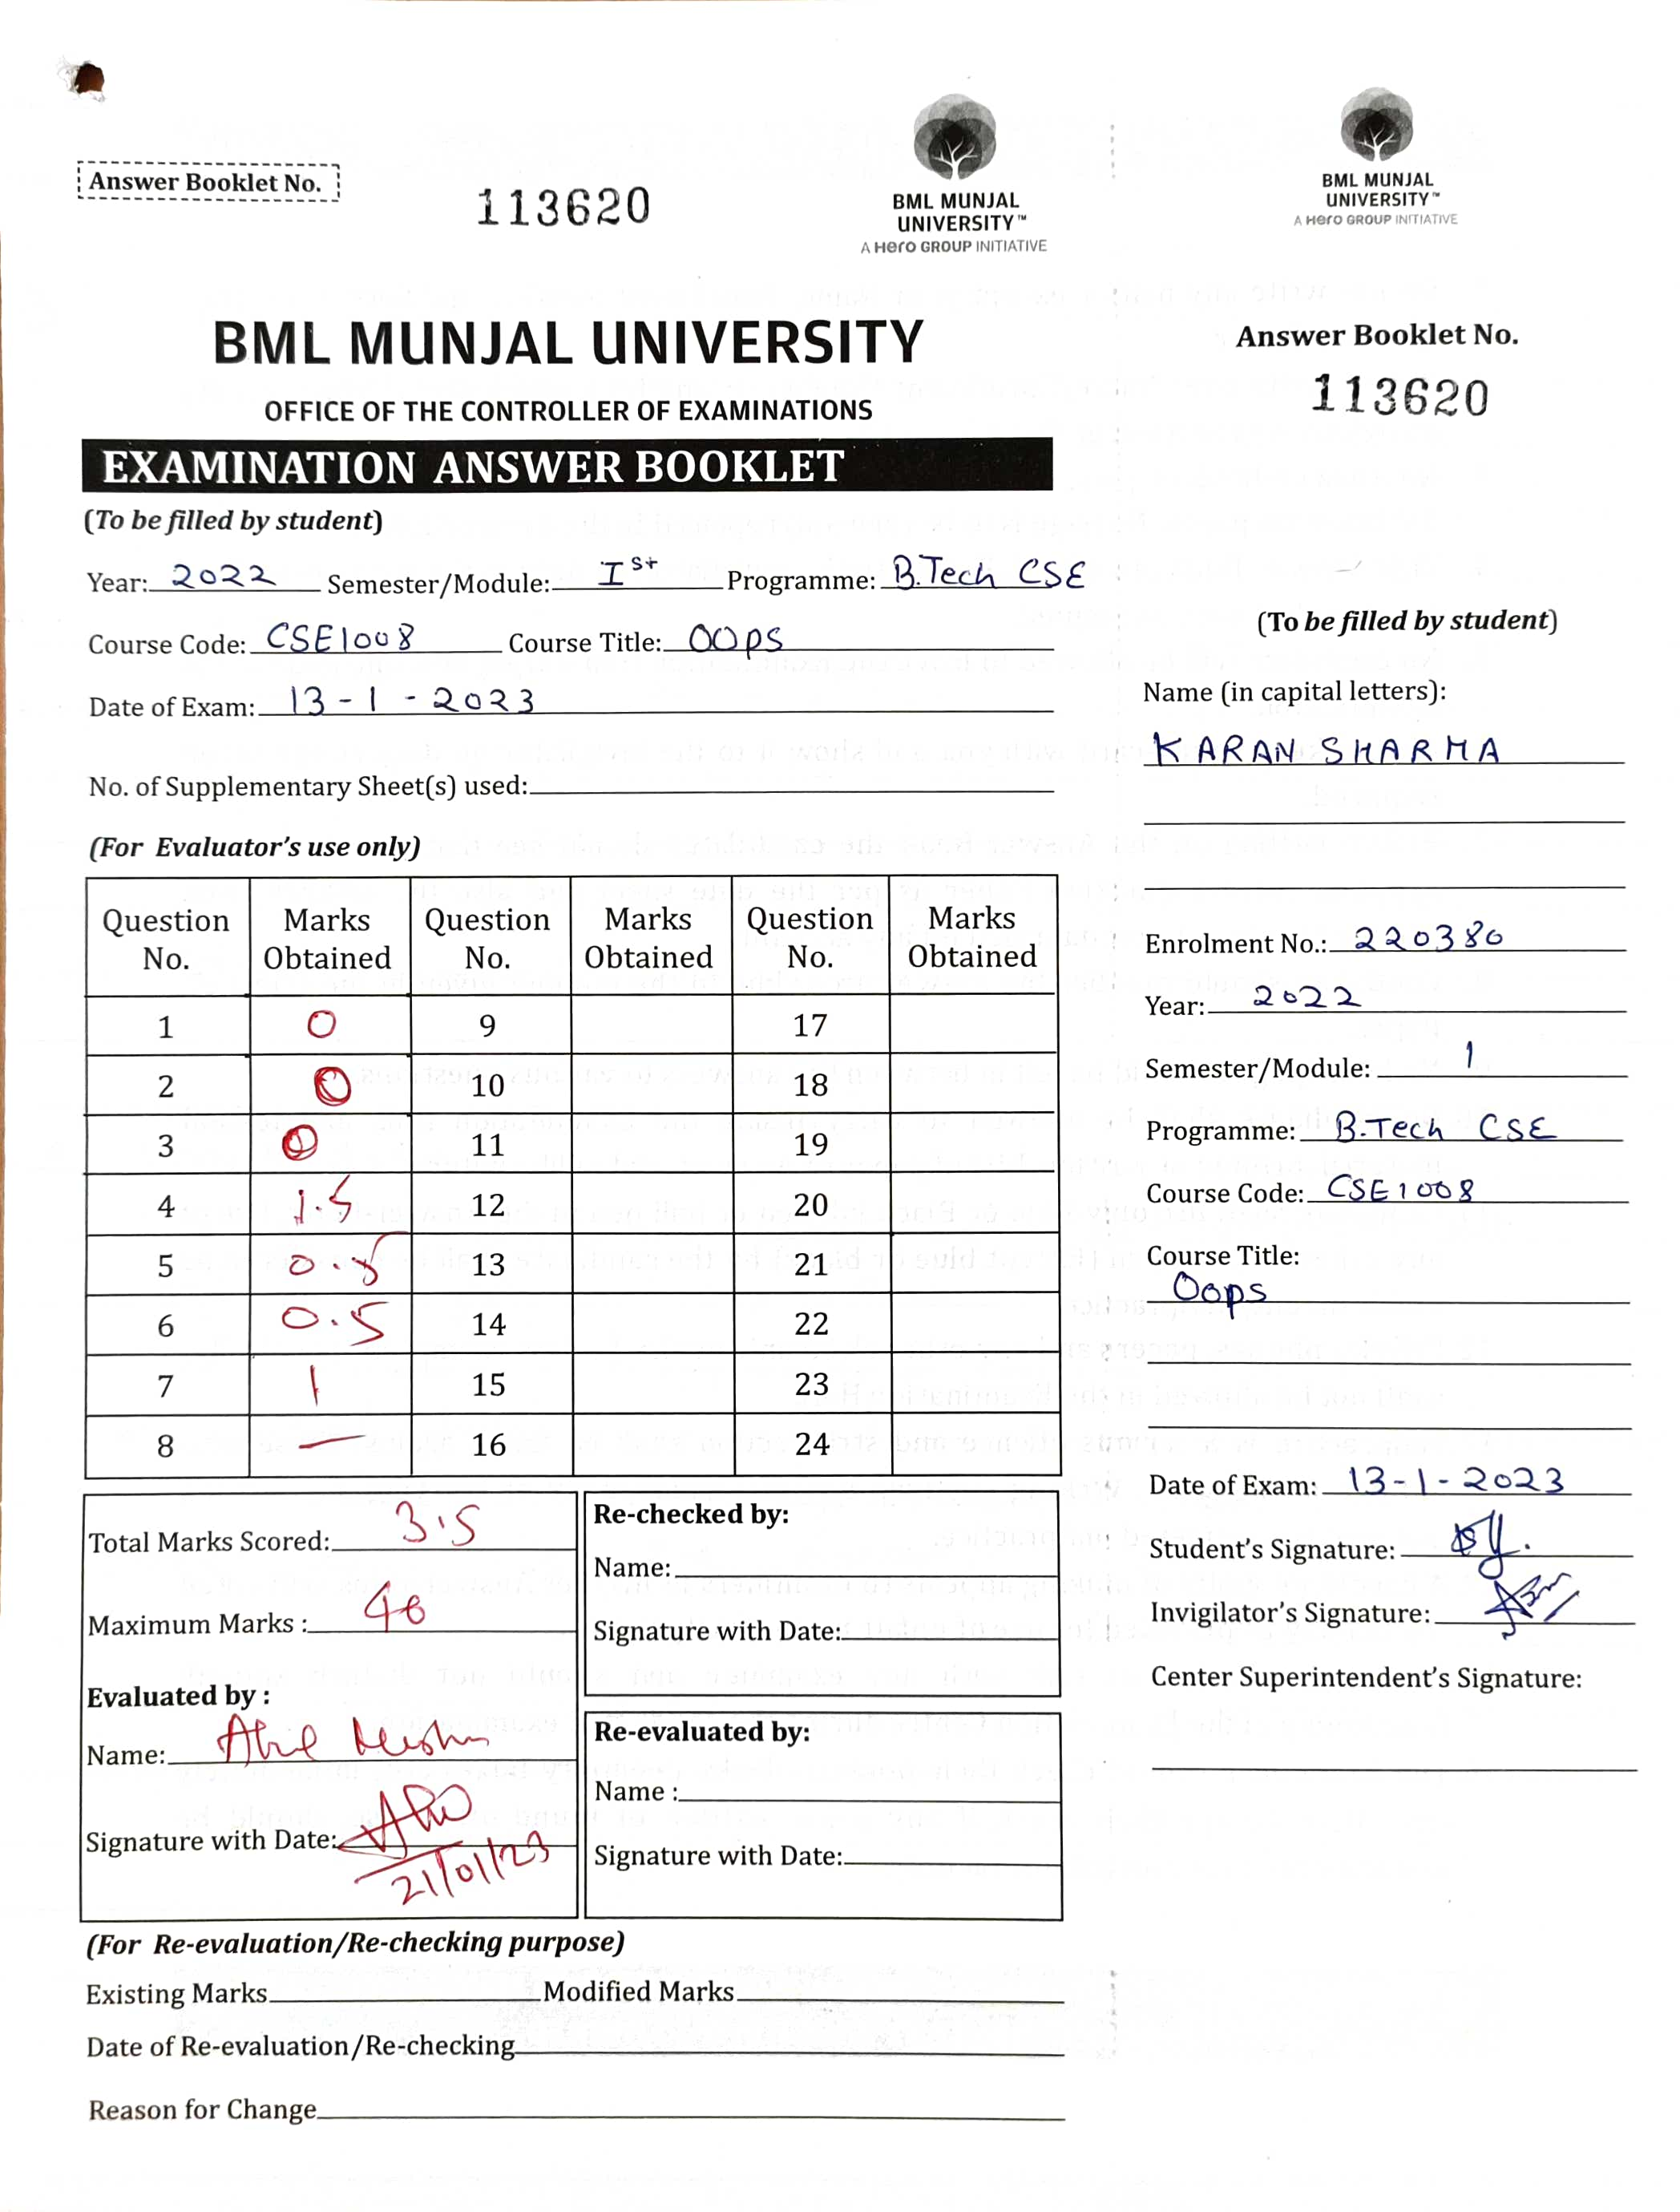 Answer Booklet No.
113620
BML MUNJAL
UNIVERSITY™
A Hero GROUP INITIATIVE
BML MUNJAL UNIVERSITY
OFFICE OF THE CONTROLLER OF EXAMINATIONS
EXAMINATION ANSWER BOOKLET
(To be filled by student)
Year: 2022 Semester/Module: Ist Programme: B.Tech CSE
Course Code: CSE1008 Course Title: OOPS
Date of Exam: 13-1-2023
No. of Supplementary Sheet(s) used:
(For Evaluator's use only)
Question No. Marks Obtained Question No. Marks Obtained Question No. Marks Obtained
1 0 9 17
2 0 10 18
3 0 11 19
4 1.5 12 20
5 0.5 13 21
6 0.5 14 22
7 1 15 23
8 — 16 24
Total Marks Scored: 3.5
Maximum Marks : 40
Evaluated by :
Name:
Signature with Date: 21/01/23
Re-checked by:
Name:
Signature with Date:
Re-evaluated by:
Name :
Signature with Date:
(For Re-evaluation/Re-checking purpose)
Existing Marks Modified Marks
Date of Re-evaluation/Re-checking
Reason for Change
BML MUNJAL
UNIVERSITY™
A Hero GROUP INITIATIVE
Answer Booklet No.
113620
(To be filled by student)
Name (in capital letters):
KARAN SHARMA
Enrolment No.: 220380
Year: 2022
Semester/Module: 1
Programme: B.Tech CSE
Course Code: CSE1008
Course Title:
Oops
Date of Exam: 13-1-2023
Student's Signature:
Invigilator's Signature:
Center Superintendent's Signature: